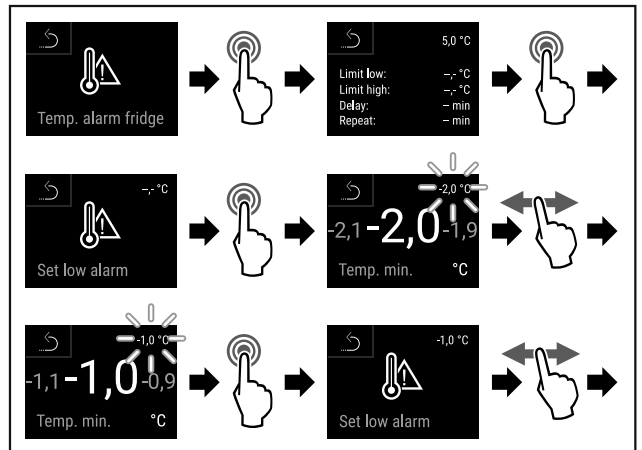 Temp. alarm fridge
5,0 °C
Limit low: –,- °C
Limit high: –,- °C
Delay: – min
Repeat: – min
–,- °C
Set low alarm
-2,0 °C
-2,1 -2,0 -1,9
Temp. min. °C
-1,0 °C
-1,1 -1,0 -0,9
Temp. min. °C
-1,0 °C
Set low alarm